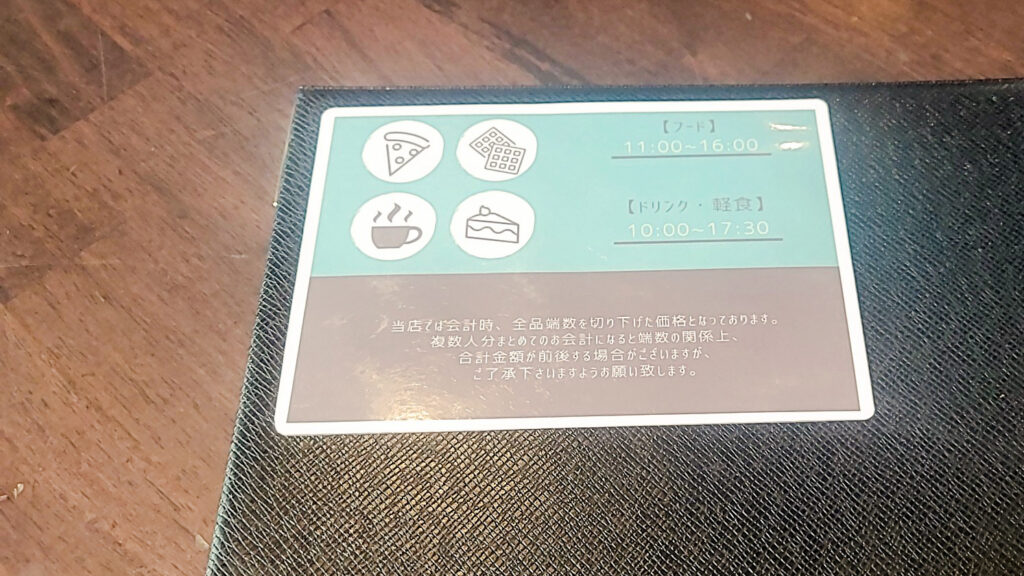 【フード】
11:00~16:00
【ドリンク・軽食】
10:00~17:30
当店では会計時、全品端数を切り下げた価格となっております。
複数人分まとめてのお会計になると端数の関係上、
合計金額が前後する場合がございますが、
ご了承下さいますようお願い致します。